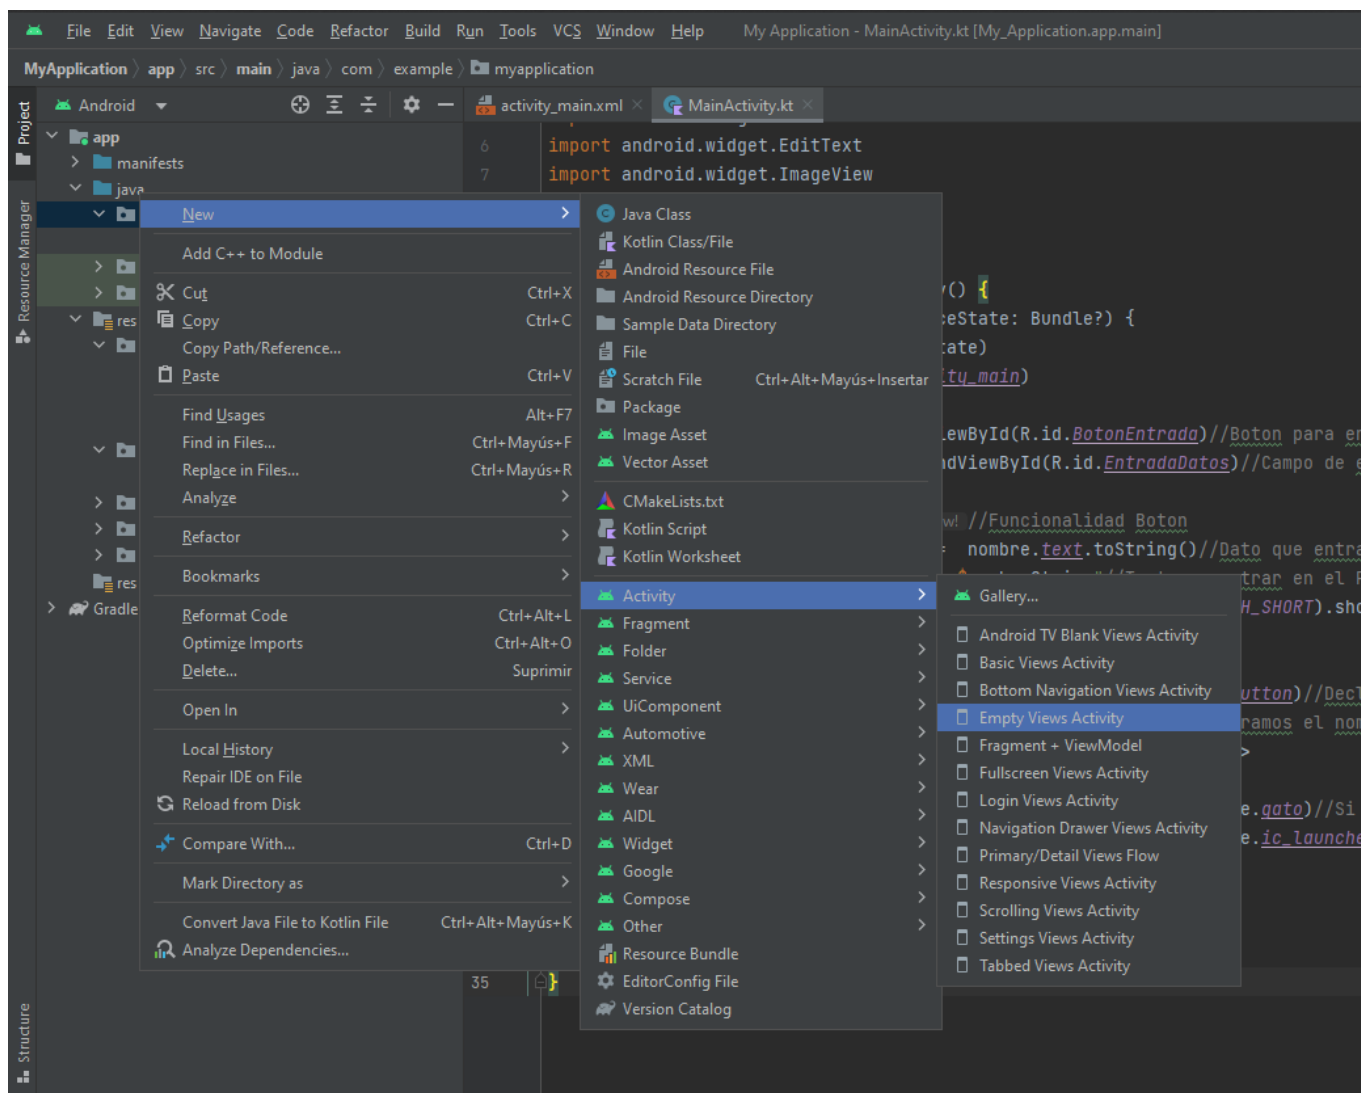 File Edit View Navigate Code Refactor Build Run Tools VCS Window Help My Application - MainActivity.kt [My_Application.app.main]
MyApplication app src main java com example myapplication
Project
Resource Manager
Structure
Android
activity_main.xml
MainActivity.kt
app
manifests
java
res
res
Gradle
6 import android.widget.EditText
7 import android.widget.ImageView
() {
ceState: Bundle?) {
tate)
ity_main)
ewById(R.id.BotonEntrada)//Boton para en
ndViewById(R.id.EntradaDatos)//Campo de
w! //Funcionalidad Boton
= nombre.text.toString()//Dato que entra
trar en el
H_SHORT).sho
utton)//Decl
ramos el nom
>
e.gato)//Si
e.ic_launche
35 }
New
Add C++ to Module
Cut Ctrl+X
Copy Ctrl+C
Copy Path/Reference...
Paste Ctrl+V
Find Usages Alt+F7
Find in Files... Ctrl+Mayús+F
Replace in Files... Ctrl+Mayús+R
Analyze
Refactor
Bookmarks
Reformat Code Ctrl+Alt+L
Optimize Imports Ctrl+Alt+O
Delete... Suprimir
Open In
Local History
Repair IDE on File
Reload from Disk
Compare With... Ctrl+D
Mark Directory as
Convert Java File to Kotlin File Ctrl+Alt+Mayús+K
Analyze Dependencies...
Java Class
Kotlin Class/File
Android Resource File
Android Resource Directory
Sample Data Directory
File
Scratch File Ctrl+Alt+Mayús+Insertar
Package
Image Asset
Vector Asset
CMakeLists.txt
Kotlin Script
Kotlin Worksheet
Activity
Fragment
Folder
Service
UiComponent
Automotive
XML
Wear
AIDL
Widget
Google
Compose
Other
Resource Bundle
EditorConfig File
Version Catalog
Gallery...
Android TV Blank Views Activity
Basic Views Activity
Bottom Navigation Views Activity
Empty Views Activity
Fragment + ViewModel
Fullscreen Views Activity
Login Views Activity
Navigation Drawer Views Activity
Primary/Detail Views Flow
Responsive Views Activity
Scrolling Views Activity
Settings Views Activity
Tabbed Views Activity